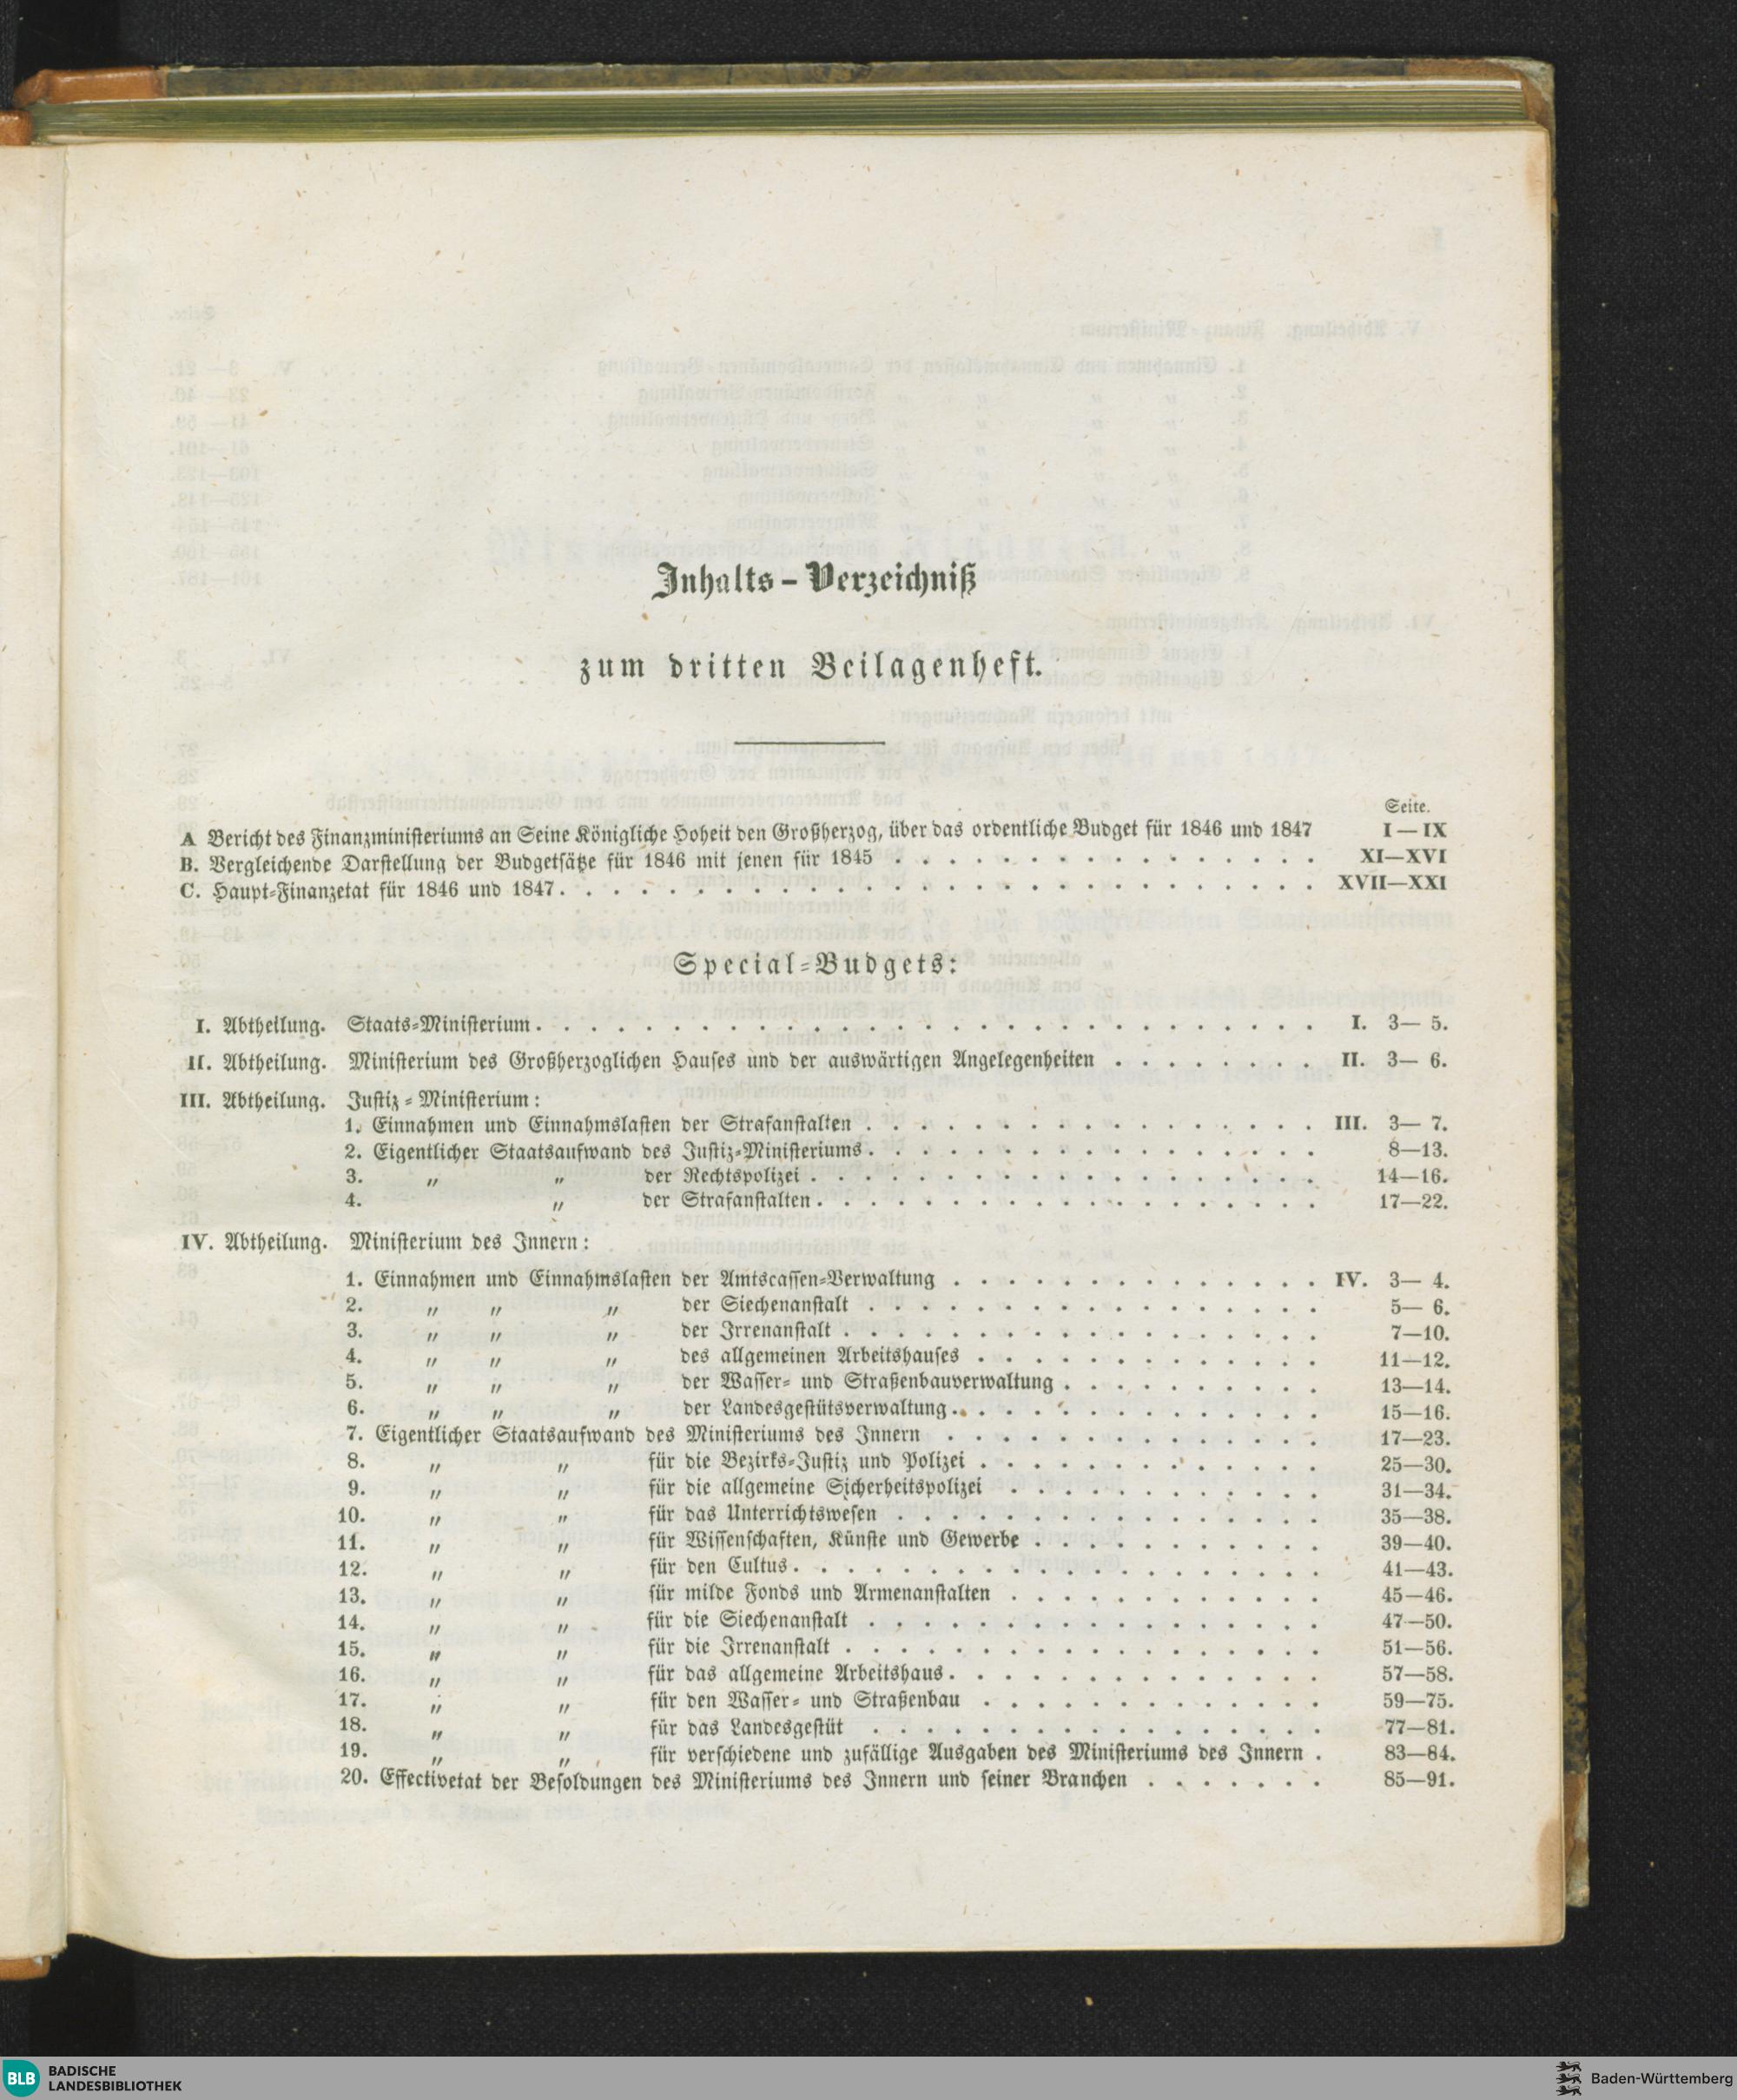 Inhalts-Verzeichniß
zum dritten Beilagenheft.
Seite.
A Bericht des Finanzministeriums an Seine Königliche Hoheit den Großherzog, über das ordentliche Budget für 1846 und 1847 I—IX
B. Vergleichende Darstellung der Budgetsätze für 1846 mit jenen für 1845 . . . . . . . . . . . . . . . . XI—XVI
C. Haupt-Finanzetat für 1846 und 1847. . . . . . . . . . . . . . . . . . . . . . . . . . . . XVII—XXI
Special-Budgets:
I. Abtheilung. Staats-Ministerium. . . . . . . . . . . . . . . . . . . . . . . . . . . . . I. 3— 5.
II. Abtheilung. Ministerium des Großherzoglichen Hauses und der auswärtigen Angelegenheiten . . . . . . . . II. 3— 6.
III. Abtheilung. Justiz-Ministerium:
1. Einnahmen und Einnahmslasten der Strafanstalten . . . . . . . . . . . . . . . . . III. 3— 7.
2. Eigentlicher Staatsaufwand des Justiz-Ministeriums. . . . . . . . . . . . . . . . . 8—13.
3. „ „ der Rechtspolizei . . . . . . . . . . . . . . . . . . . 14—16.
4. „ der Strafanstalten. . . . . . . . . . . . . . . . . . . 17—22.
IV. Abtheilung. Ministerium des Innern:
1. Einnahmen und Einnahmslasten der Amtscassen-Verwaltung . . . . . . . . . . . . . . IV. 3— 4.
2. „ „ „ der Siechenanstalt . . . . . . . . . . . . . . . . . 5— 6.
3. „ „ „ der Irrenanstalt . . . . . . . . . . . . . . . . . . 7—10.
4. „ „ „ des allgemeinen Arbeitshauses . . . . . . . . . . . . . 11—12.
5. „ „ „ der Wasser- und Straßenbauverwaltung . . . . . . . . . . 13—14.
6. „ „ „ der Landesgestütsverwaltung. . . . . . . . . . . . . . 15—16.
7. Eigentlicher Staatsaufwand des Ministeriums des Innern . . . . . . . . . . . . . . 17—23.
8. „ „ für die Bezirks-Justiz und Polizei . . . . . . . . . . . . . 25—30.
9. „ „ für die allgemeine Sicherheitspolizei . . . . . . . . . . . . 31—34.
10. „ „ für das Unterrichtswesen . . . . . . . . . . . . . . . . 35—38.
11. „ „ für Wissenschaften, Künste und Gewerbe . . . . . . . . . . . 39—40.
12. „ „ für den Cultus. . . . . . . . . . . . . . . . . . . . 41—43.
13. „ „ für milde Fonds und Armenanstalten . . . . . . . . . . . . 45—46.
14. „ „ für die Siechenanstalt . . . . . . . . . . . . . . . . . 47—50.
15. „ „ für die Irrenanstalt . . . . . . . . . . . . . . . . . . 51—56.
16. „ „ für das allgemeine Arbeitshaus. . . . . . . . . . . . . . 57—58.
17. „ „ für den Wasser- und Straßenbau . . . . . . . . . . . . . 59—75.
18. „ „ für das Landesgestüt . . . . . . . . . . . . . . . . . 77—81.
19. „ „ für verschiedene und zufällige Ausgaben des Ministeriums des Innern . 83—84.
20. Effectivetat der Besoldungen des Ministeriums des Innern und seiner Branchen . . . . . . . 85—91.
BLB BADISCHE
LANDESBIBLIOTHEK
Baden-Württemberg